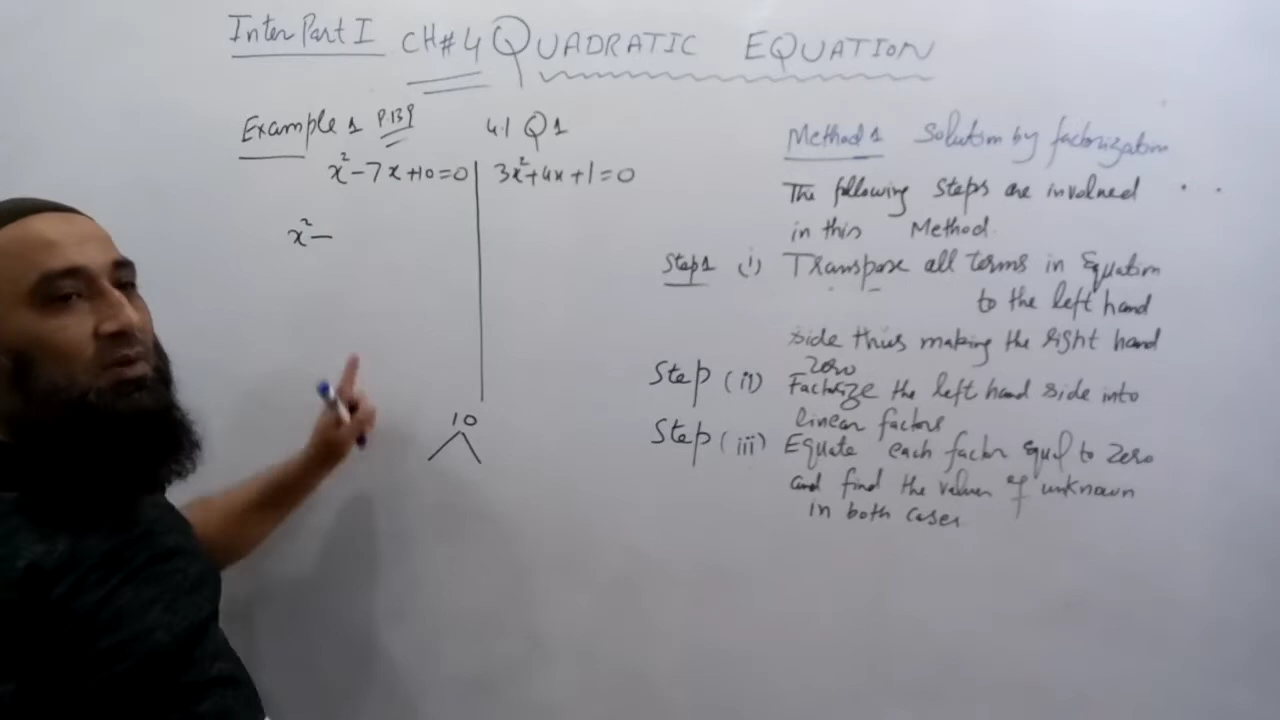 Inter Part I CH#4 QUADRATIC EQUATION
Example 1 P.139
x²-7x+10=0
x²-
10
4.1 Q1
3x²+4x+1=0
Method 1 Solution by factorization
The following steps are involved
in this Method.
Step 1 (i) Transpose all terms in Equation
to the left hand
side thus making the right hand
zero
Step (ii) Factorize the left hand side into
linear factors
Step (iii) Equate each factor equal to zero
and find the values of unknown
in both cases